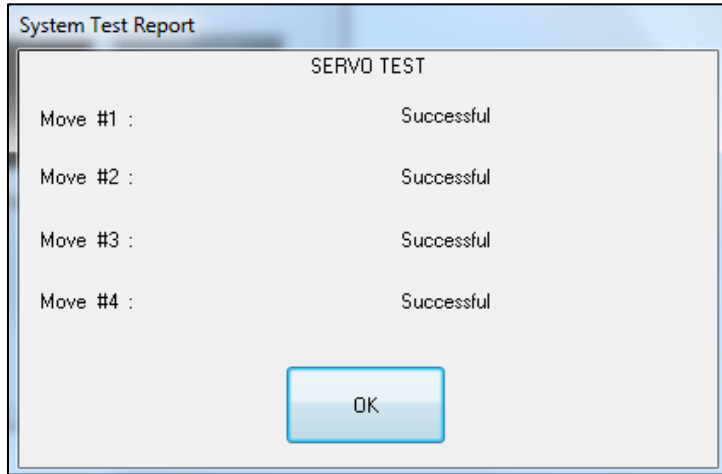 System Test Report
SERVO TEST
Move #1 : Successful
Move #2 : Successful
Move #3 : Successful
Move #4 : Successful
OK